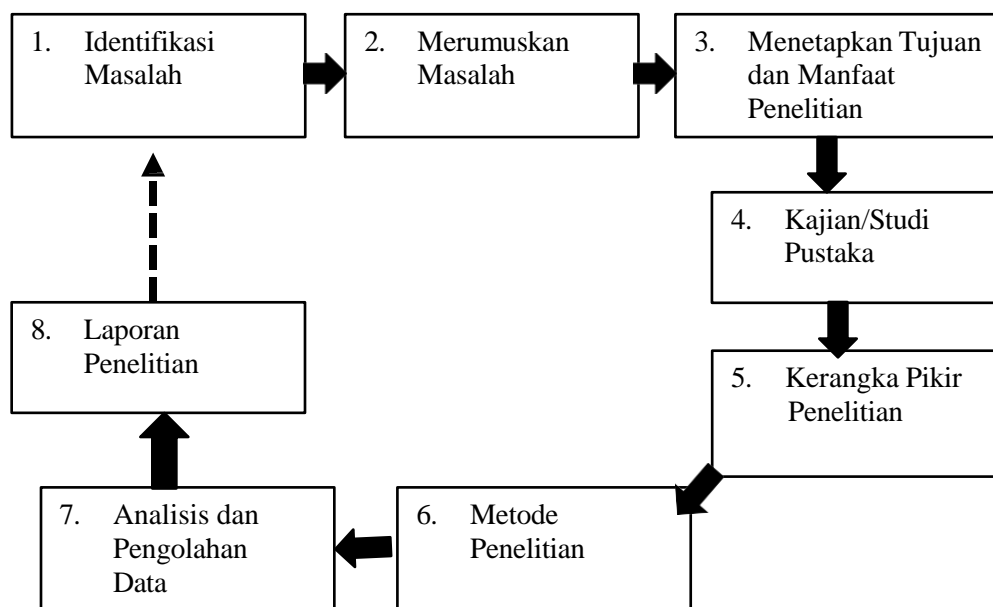 1. Identifikasi
Masalah
2. Merumuskan
Masalah
3. Menetapkan Tujuan
dan Manfaat
Penelitian
4. Kajian/Studi
Pustaka
5. Kerangka Pikir
Penelitian
6. Metode
Penelitian
7. Analisis dan
Pengolahan
Data
8. Laporan
Penelitian